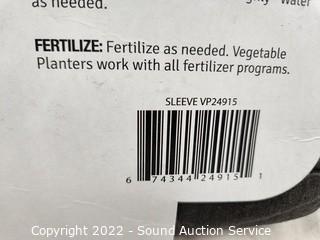 as needed.
Water
FERTILIZE: Fertilize as needed. Vegetable
Planters work with all fertilizer programs.
SLEEVE VP24915
6 74344 24915 1
Copyright 2022 - Sound Auction Service